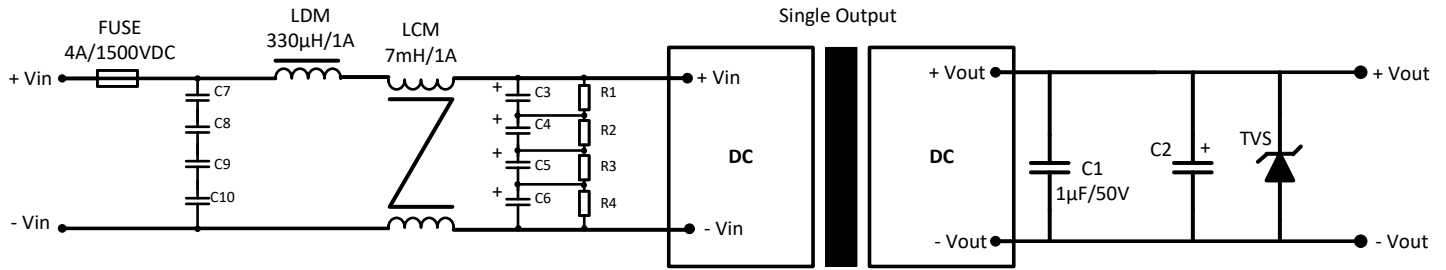 Single Output
FUSE
4A/1500VDC
LDM
330µH/1A
LCM
7mH/1A
+ Vin
- Vin
C7
C8
C9
C10
+
C3
R1
+
C4
R2
+
C5
R3
+
C6
R4
+ Vin
DC
- Vin
+ Vout
DC
- Vout
C1
1µF/50V
C2
+
TVS
+ Vout
- Vout